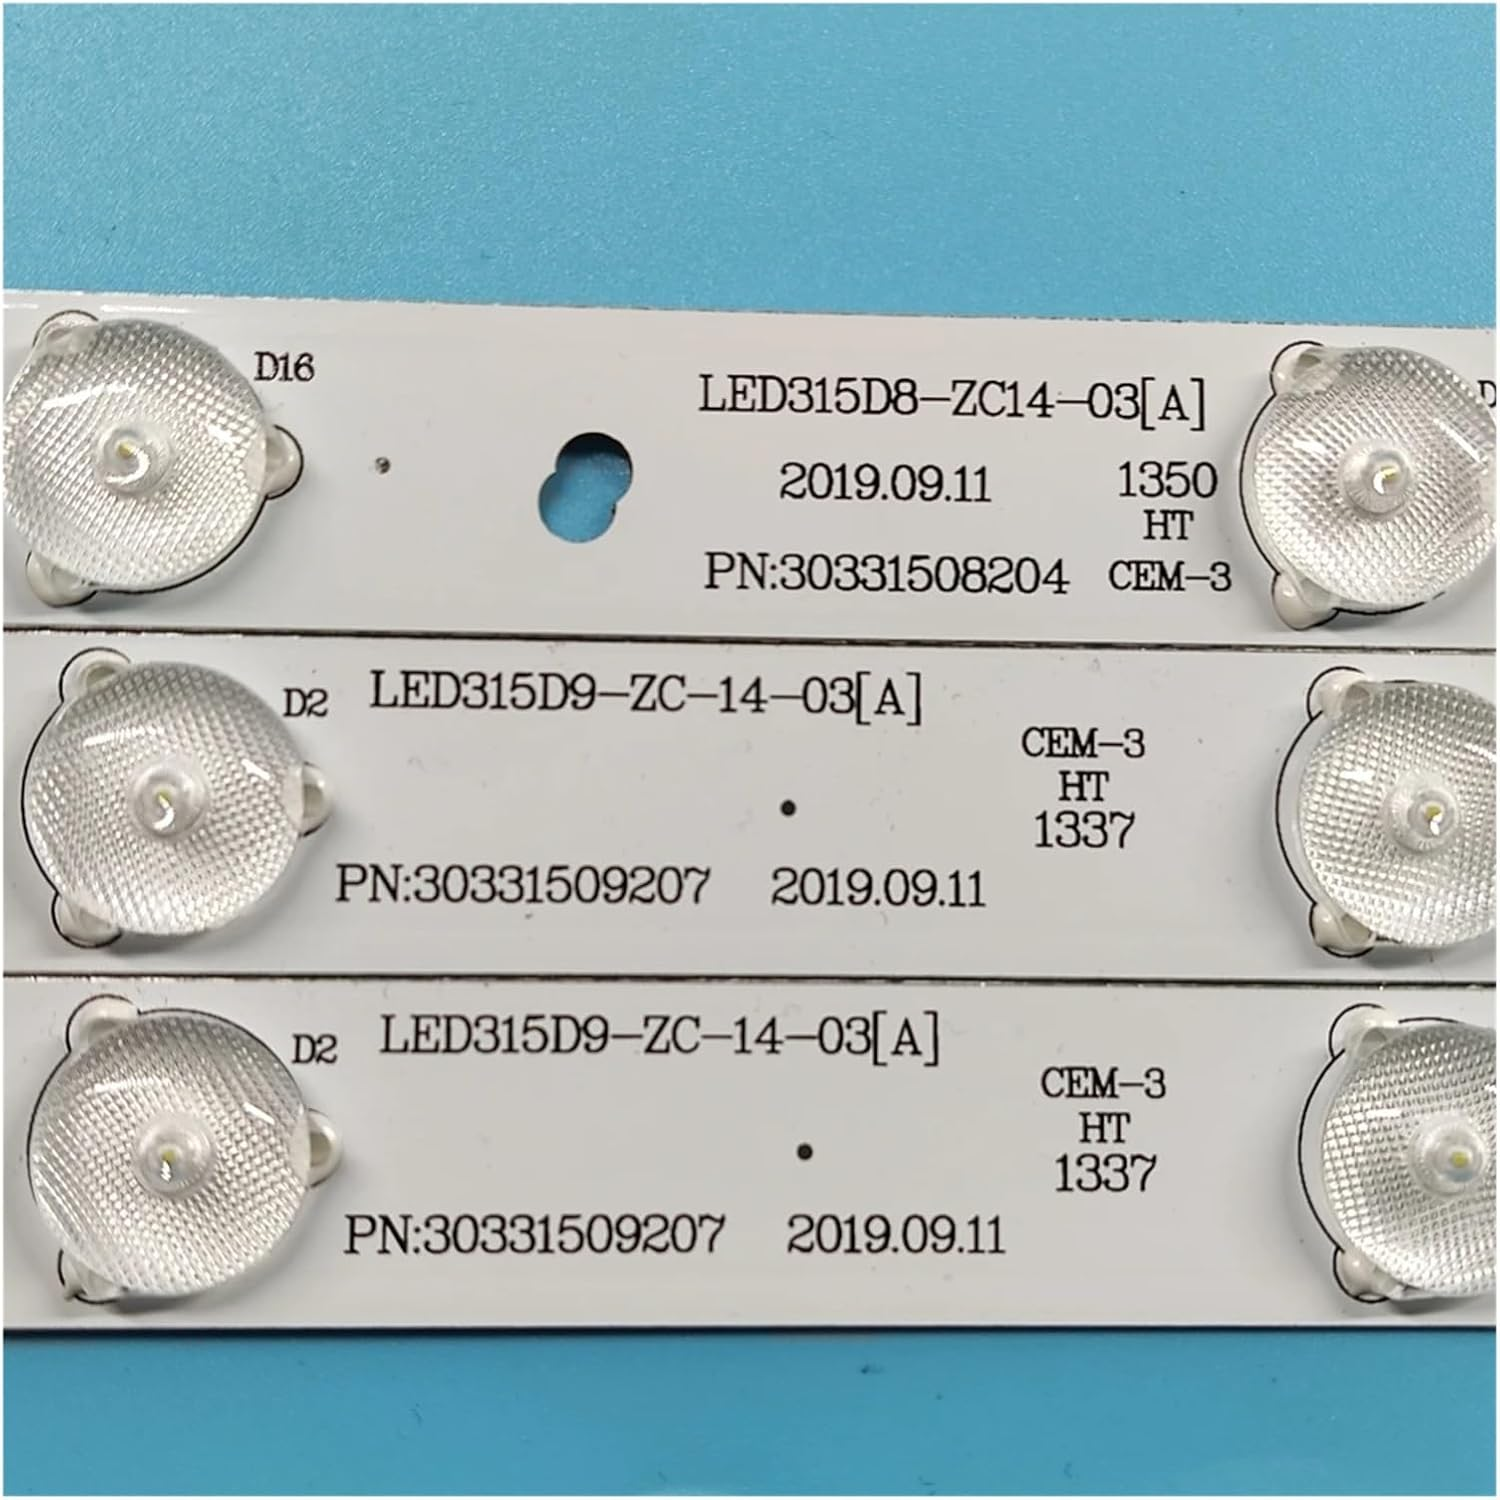 D16
LED315D8-ZC14-03[A]
2019.09.11
1350
HT
PN:30331508204 CEM-3
D2 LED315D9-ZC-14-03[A]
CEM-3
HT
1337
PN:30331509207 2019.09.11
D2 LED315D9-ZC-14-03[A]
CEM-3
HT
1337
PN:30331509207 2019.09.11